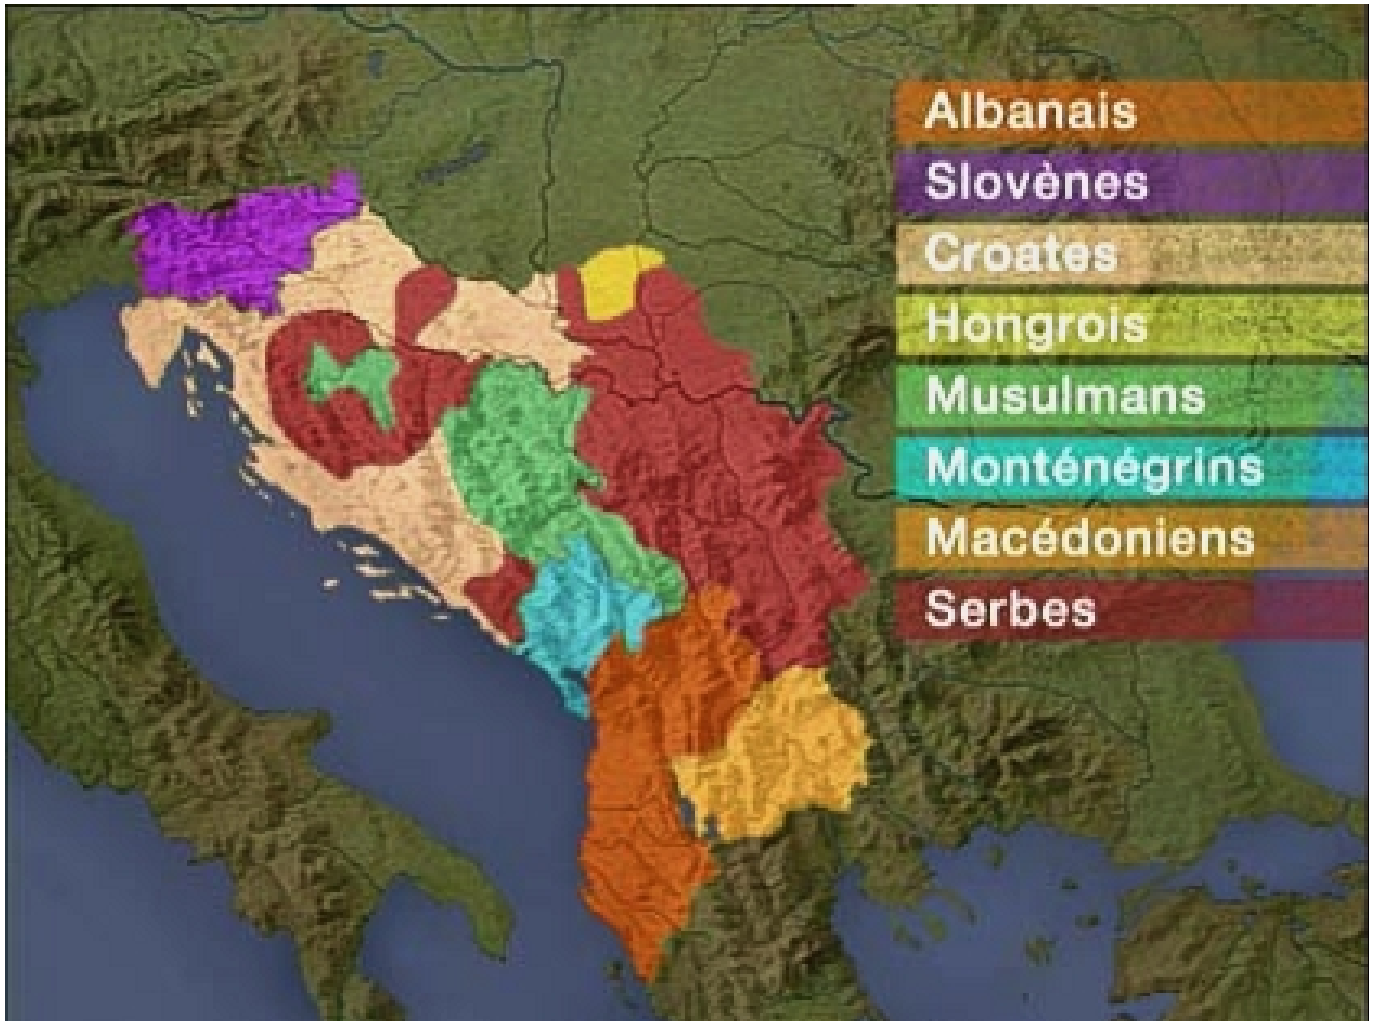 Albanais
Slovènes
Croates
Hongrois
Musulmans
Monténégrins
Macédoniens
Serbes